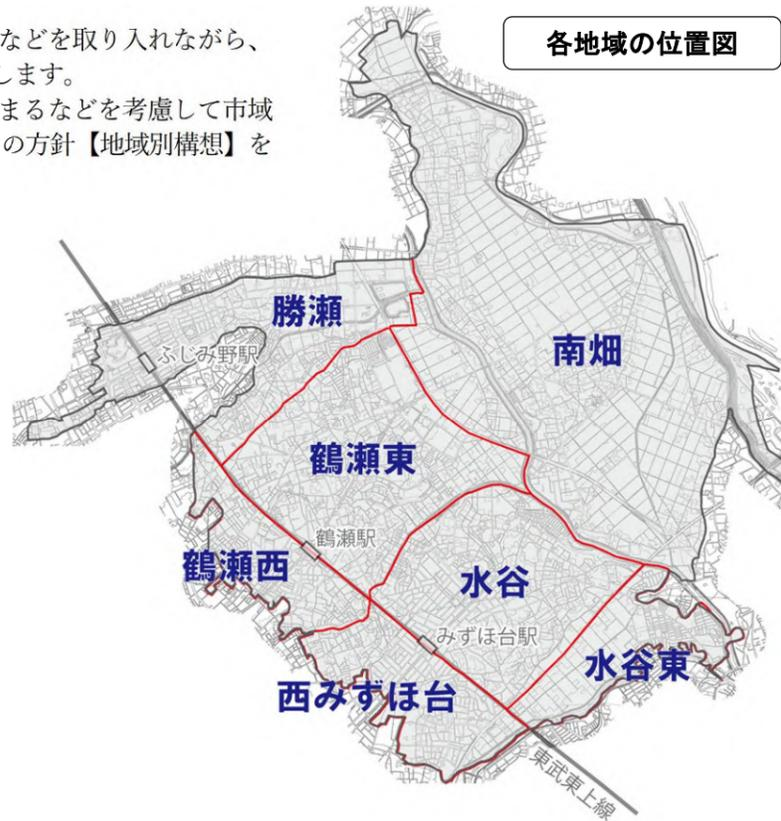 などを取り入れながら、
します。
まるなどを考慮して市域
の方針【地域別構想】を
各地域の位置図
勝瀬
ふじみ野駅
南畑
鶴瀬東
鶴瀬駅
鶴瀬西
水谷
みずほ台駅
水谷東
西みずほ台
東武東上線